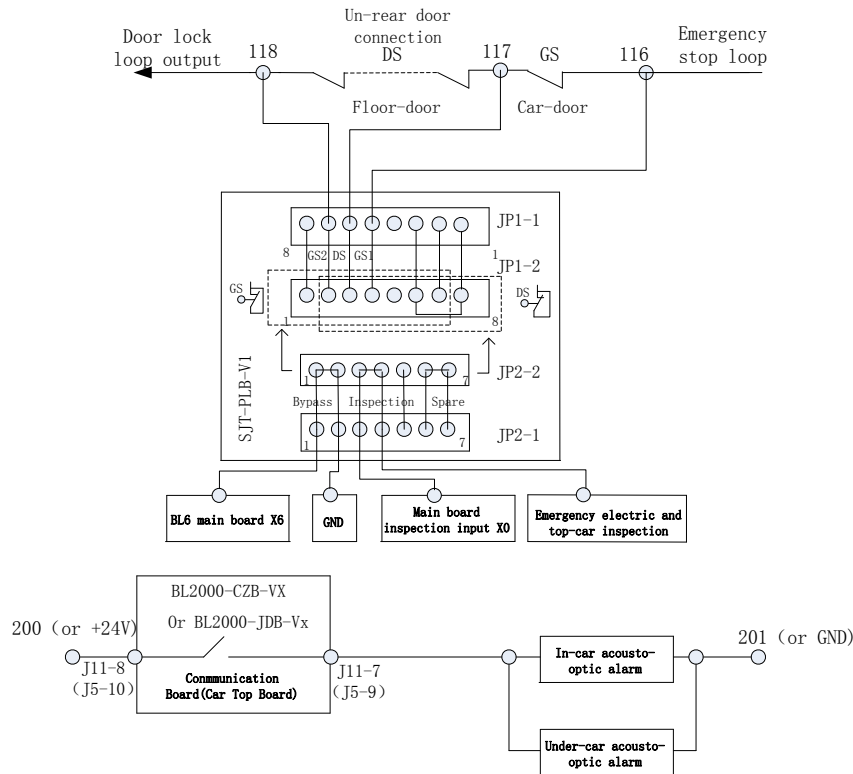 Un-rear door
connection
Door lock
loop output
118
DS
117
GS
116
Emergency
stop loop
Floor-door
Car-door
JP1-1
8
GS2
DS
GS1
1
JP1-2
GS
DS
1
8
SJT-PLB-V1
JP2-2
1
7
Bypass
Inspection
Spare
JP2-1
1
7
BL6 main board X6
GND
Main board
inspection input X0
Emergency electric and
top-car inspection
BL2000-CZB-VX
Or BL2000-JDB-Vx
200 (or +24V)
J11-8
(J5-10)
Conmmunication
Board(Car Top Board)
J11-7
(J5-9)
In-car acousto-
optic alarm
201 (or GND)
Under-car acousto-
optic alarm